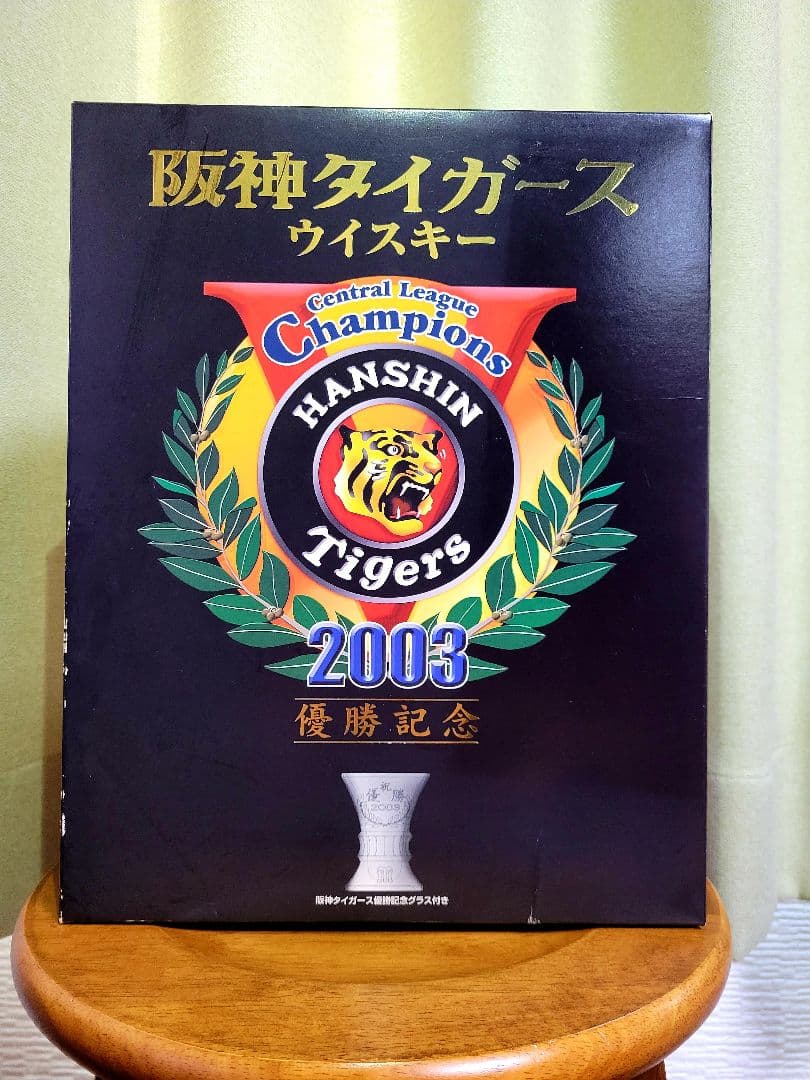 阪神タイガース
ウイスキー
Central League
Champions
HANSHIN
Tigers
2003
優勝記念
祝
優勝
2003
阪神タイガース優勝記念グラス付き